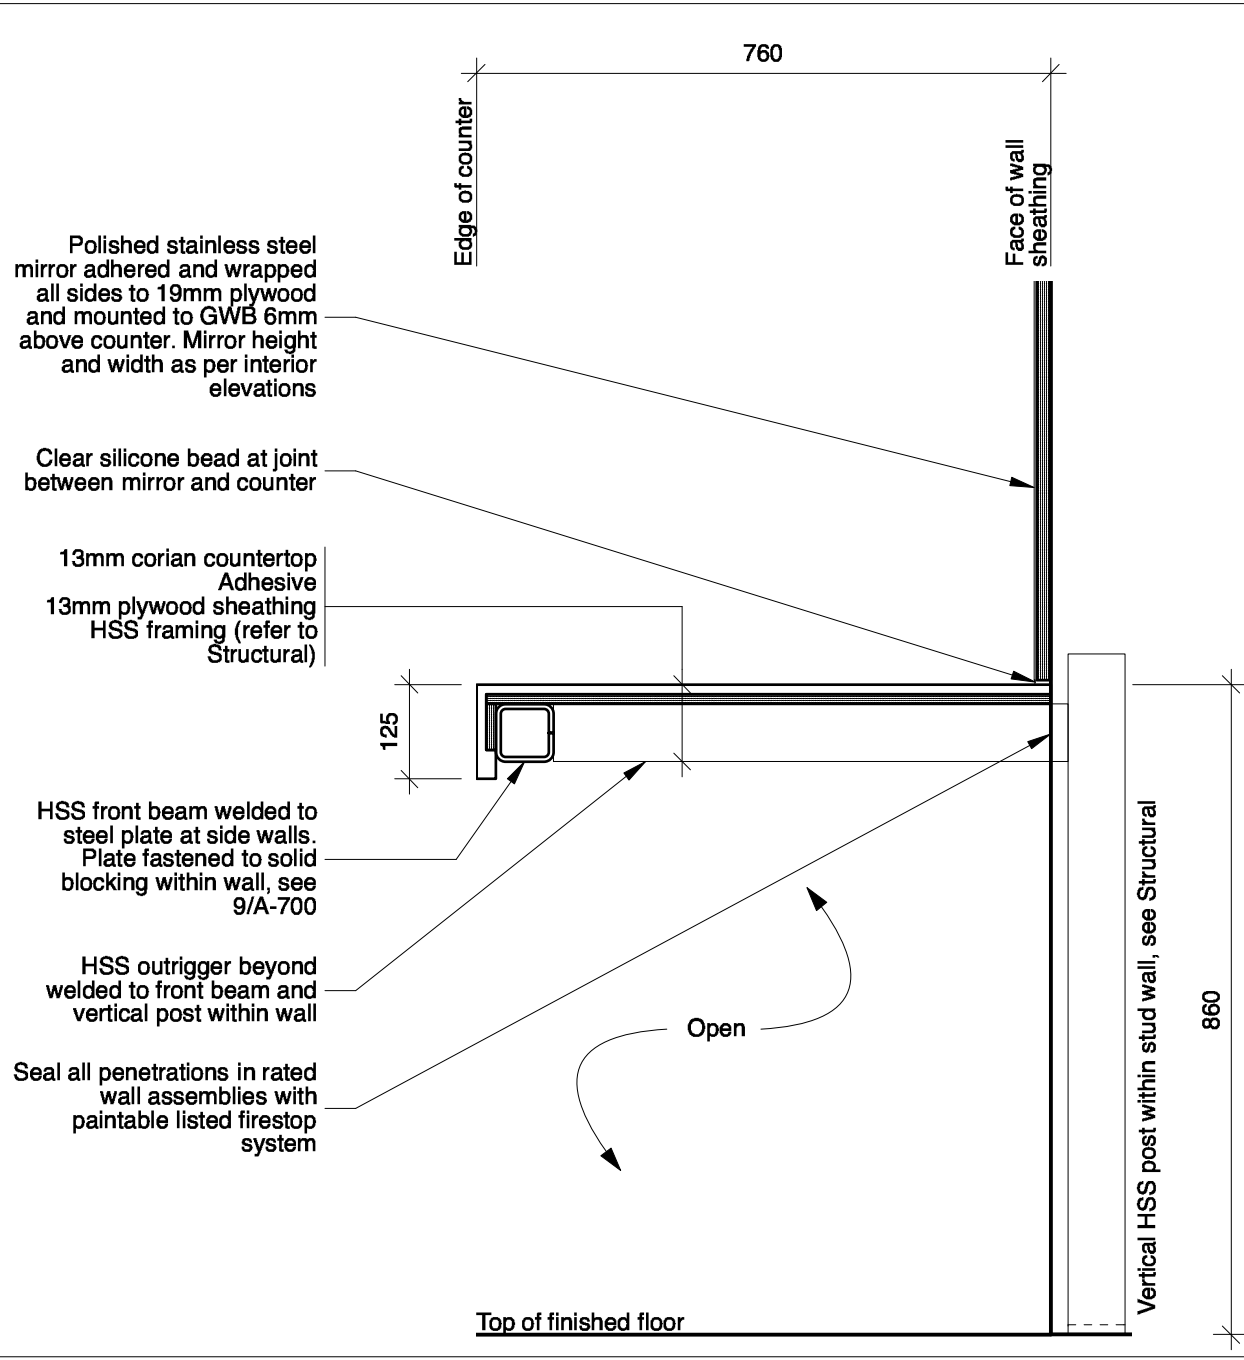 760
Edge of counter
Face of wall
sheathing
Polished stainless steel
mirror adhered and wrapped
all sides to 19mm plywood
and mounted to GWB 6mm
above counter. Mirror height
and width as per interior
elevations
Clear silicone bead at joint
between mirror and counter
13mm corian countertop
Adhesive
13mm plywood sheathing
HSS framing (refer to
Structural)
125
HSS front beam welded to
steel plate at side walls.
Plate fastened to solid
blocking within wall, see
9/A-700
HSS outrigger beyond
welded to front beam and
vertical post within wall
Open
Seal all penetrations in rated
wall assemblies with
paintable listed firestop
system
Vertical HSS post within stud wall, see Structural
860
Top of finished floor